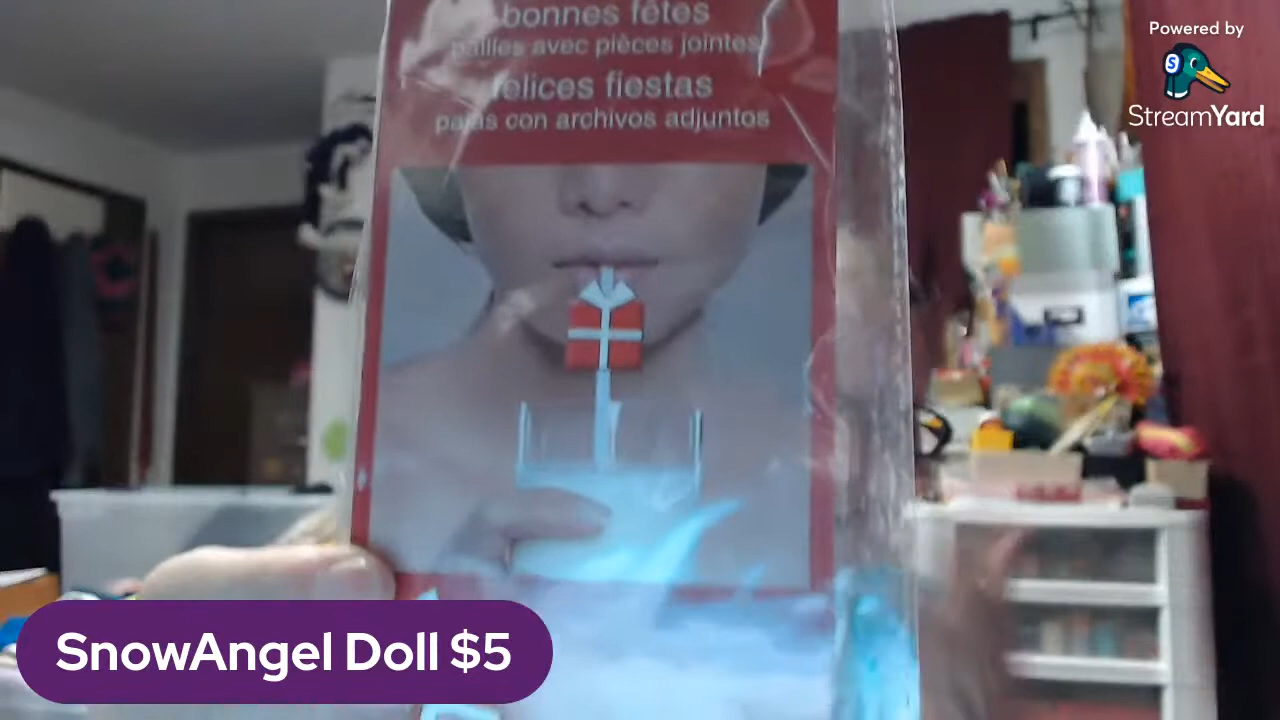 bonnes fêtes
pailles avec pièces jointes
felices fiestas
pajas con archivos adjuntos
Powered by
S
StreamYard
SnowAngel Doll $5